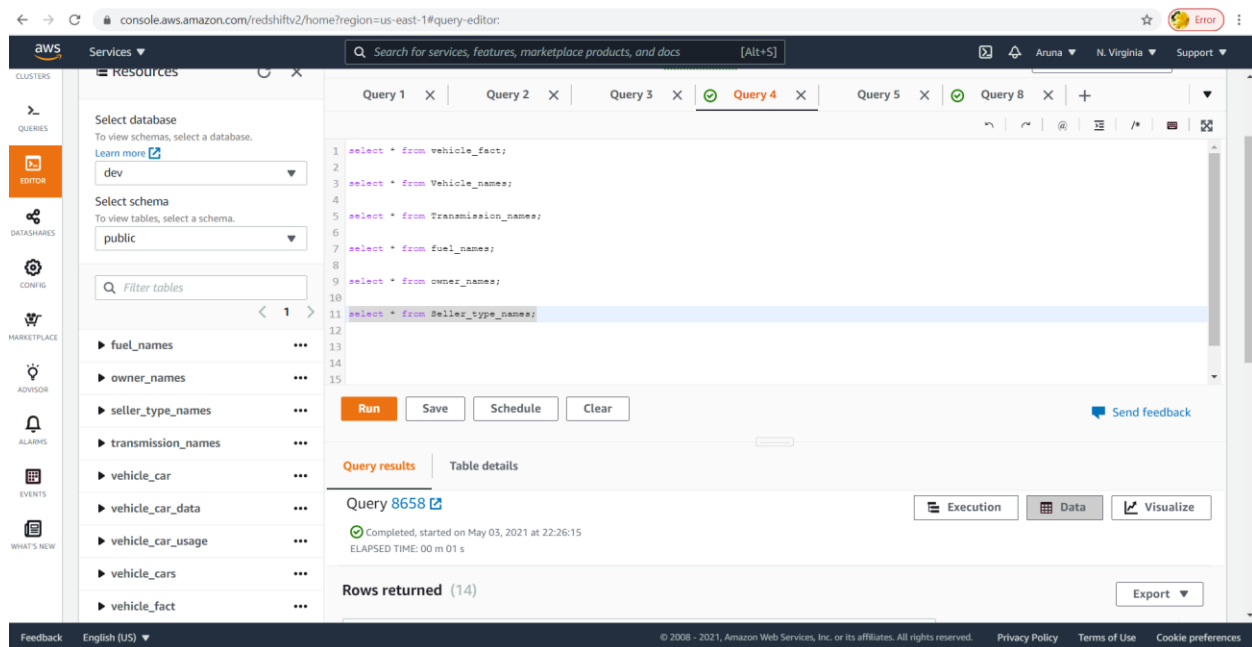 console.aws.amazon.com/redshiftv2/home?region=us-east-1#query-editor:
Error
aws
Services ▼
Search for services, features, marketplace products, and docs [Alt+S]
Aruna ▼
N. Virginia ▼
Support ▼
CLUSTERS
QUERIES
EDITOR
DATASHARES
CONFIG
MARKETPLACE
ADVISOR
ALARMS
EVENTS
WHAT'S NEW
Resources
Select database
To view schemas, select a database.
Learn more
dev
Select schema
To view tables, select a schema.
public
Filter tables
< 1 >
fuel_names
owner_names
seller_type_names
transmission_names
vehicle_car
vehicle_car_data
vehicle_car_usage
vehicle_cars
vehicle_fact
Query 1 Query 2 Query 3 Query 4 Query 5 Query 8 +
/*
1 select * from vehicle_fact;
2
3 select * from Vehicle_names;
4
5 select * from Transmission_names;
6
7 select * from fuel_names;
8
9 select * from owner_names;
10
11 select * from Seller_type_names;
12
13
14
15
Run Save Schedule Clear
Send feedback
Query results Table details
Query 8658
Execution Data Visualize
Completed, started on May 03, 2021 at 22:26:15
ELAPSED TIME: 00 m 01 s
Rows returned (14)
Export ▼
Feedback English (US) ▼ © 2008 - 2021, Amazon Web Services, Inc. or its affiliates. All rights reserved. Privacy Policy Terms of Use Cookie preferences